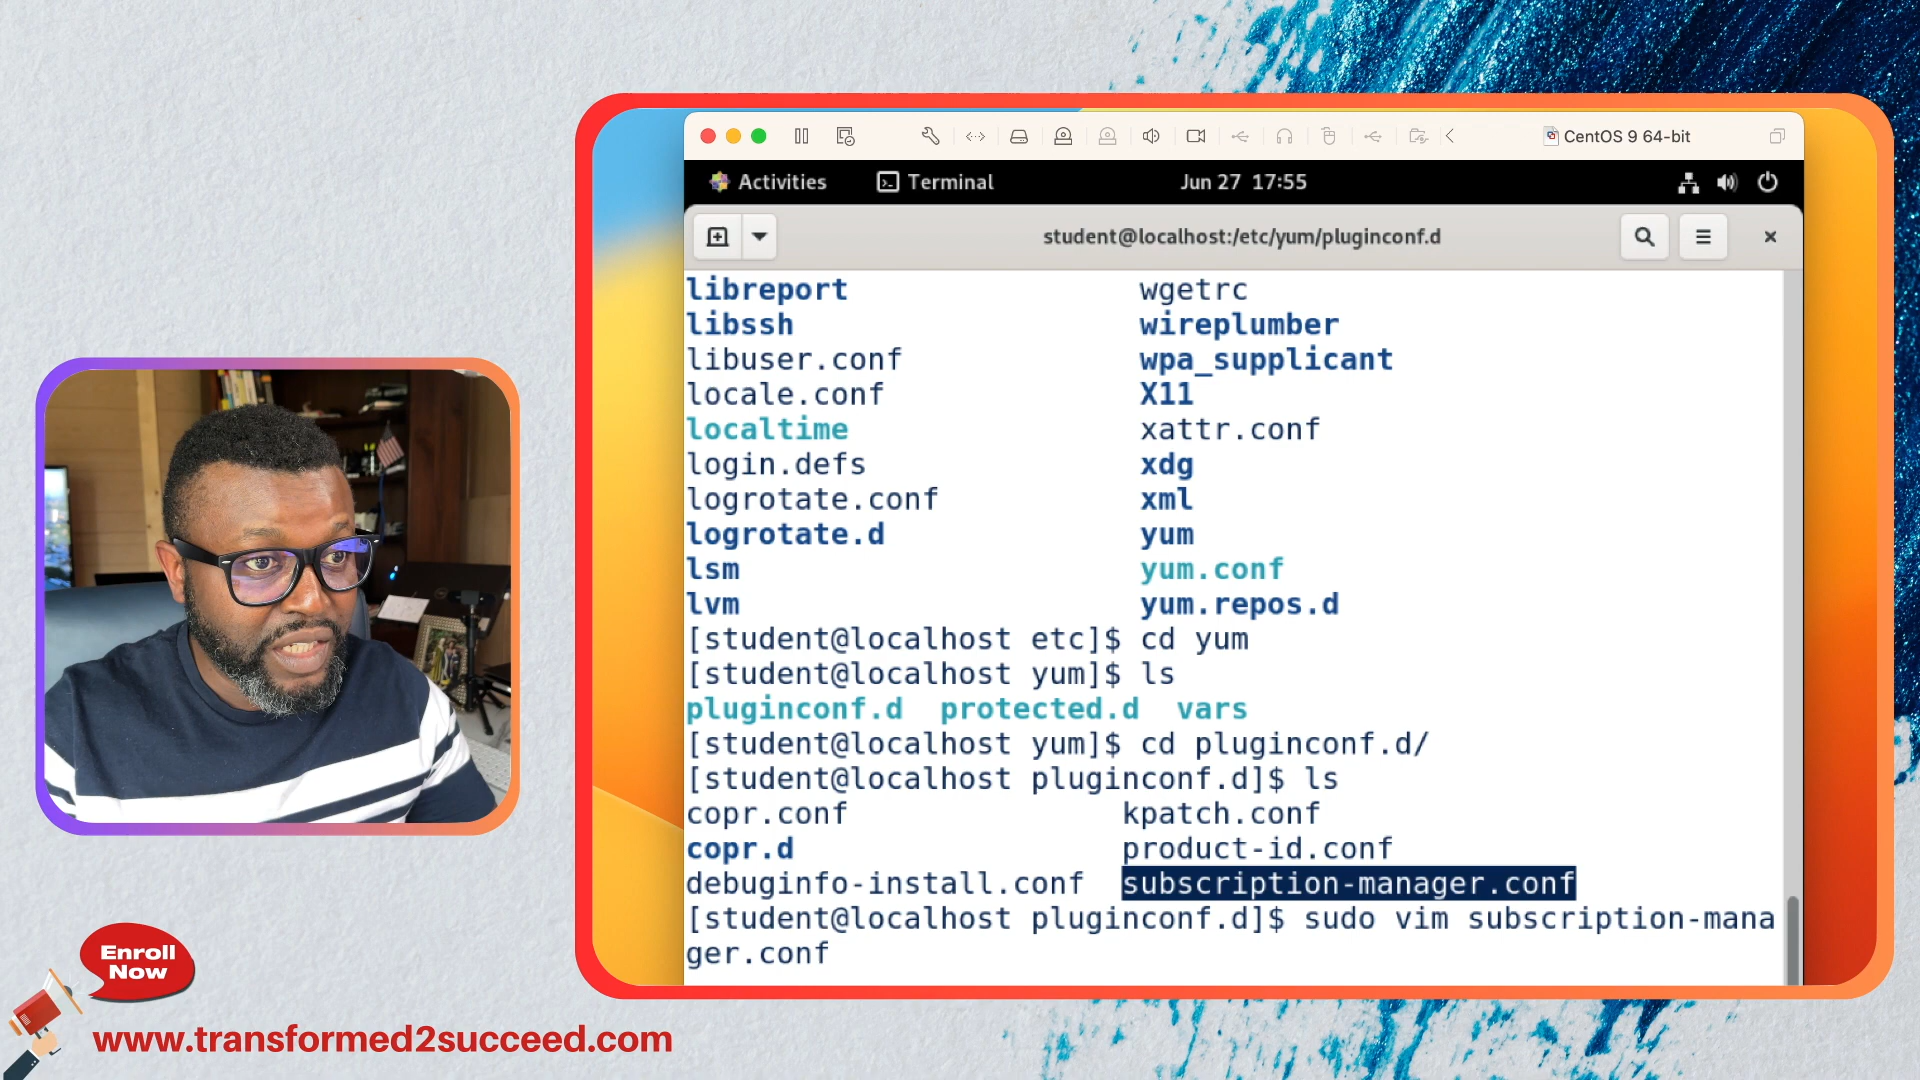 CentOS 9 64-bit
Activities Terminal Jun 27 17:55
student@localhost:/etc/yum/pluginconf.d
libreport wgetrc
libssh wireplumber
libuser.conf wpa_supplicant
locale.conf X11
localtime xattr.conf
login.defs xdg
logrotate.conf xml
logrotate.d yum
lsm yum.conf
lvm yum.repos.d
[student@localhost etc]$ cd yum
[student@localhost yum]$ ls
pluginconf.d protected.d vars
[student@localhost yum]$ cd pluginconf.d/
[student@localhost pluginconf.d]$ ls
copr.conf kpatch.conf
copr.d product-id.conf
debuginfo-install.conf subscription-manager.conf
[student@localhost pluginconf.d]$ sudo vim subscription-mana
ger.conf
Enroll
Now
www.transformed2succeed.com